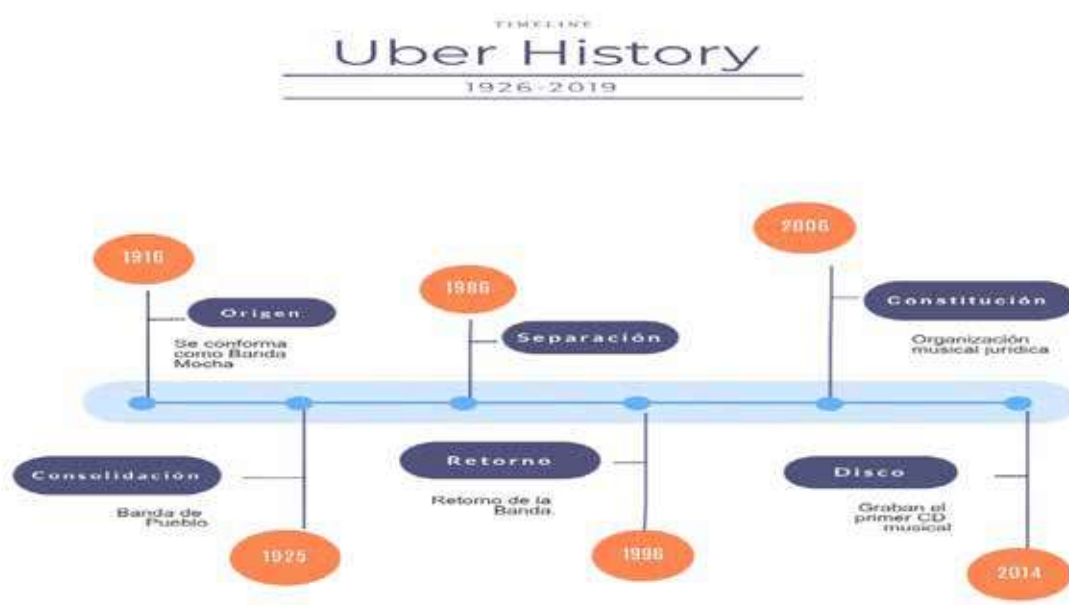 TIMELINE
Uber History
1926-2019
1916
Origen
Se conforma
como Banda
Mocha
1986
Separación
2006
Constitución
Organización
musical jurídica
Consolidación
Banda de
Pueblo
1925
Retorno
Retorno de la
Banda.
1996
Disco
Graban el
primer CD
musical
2014